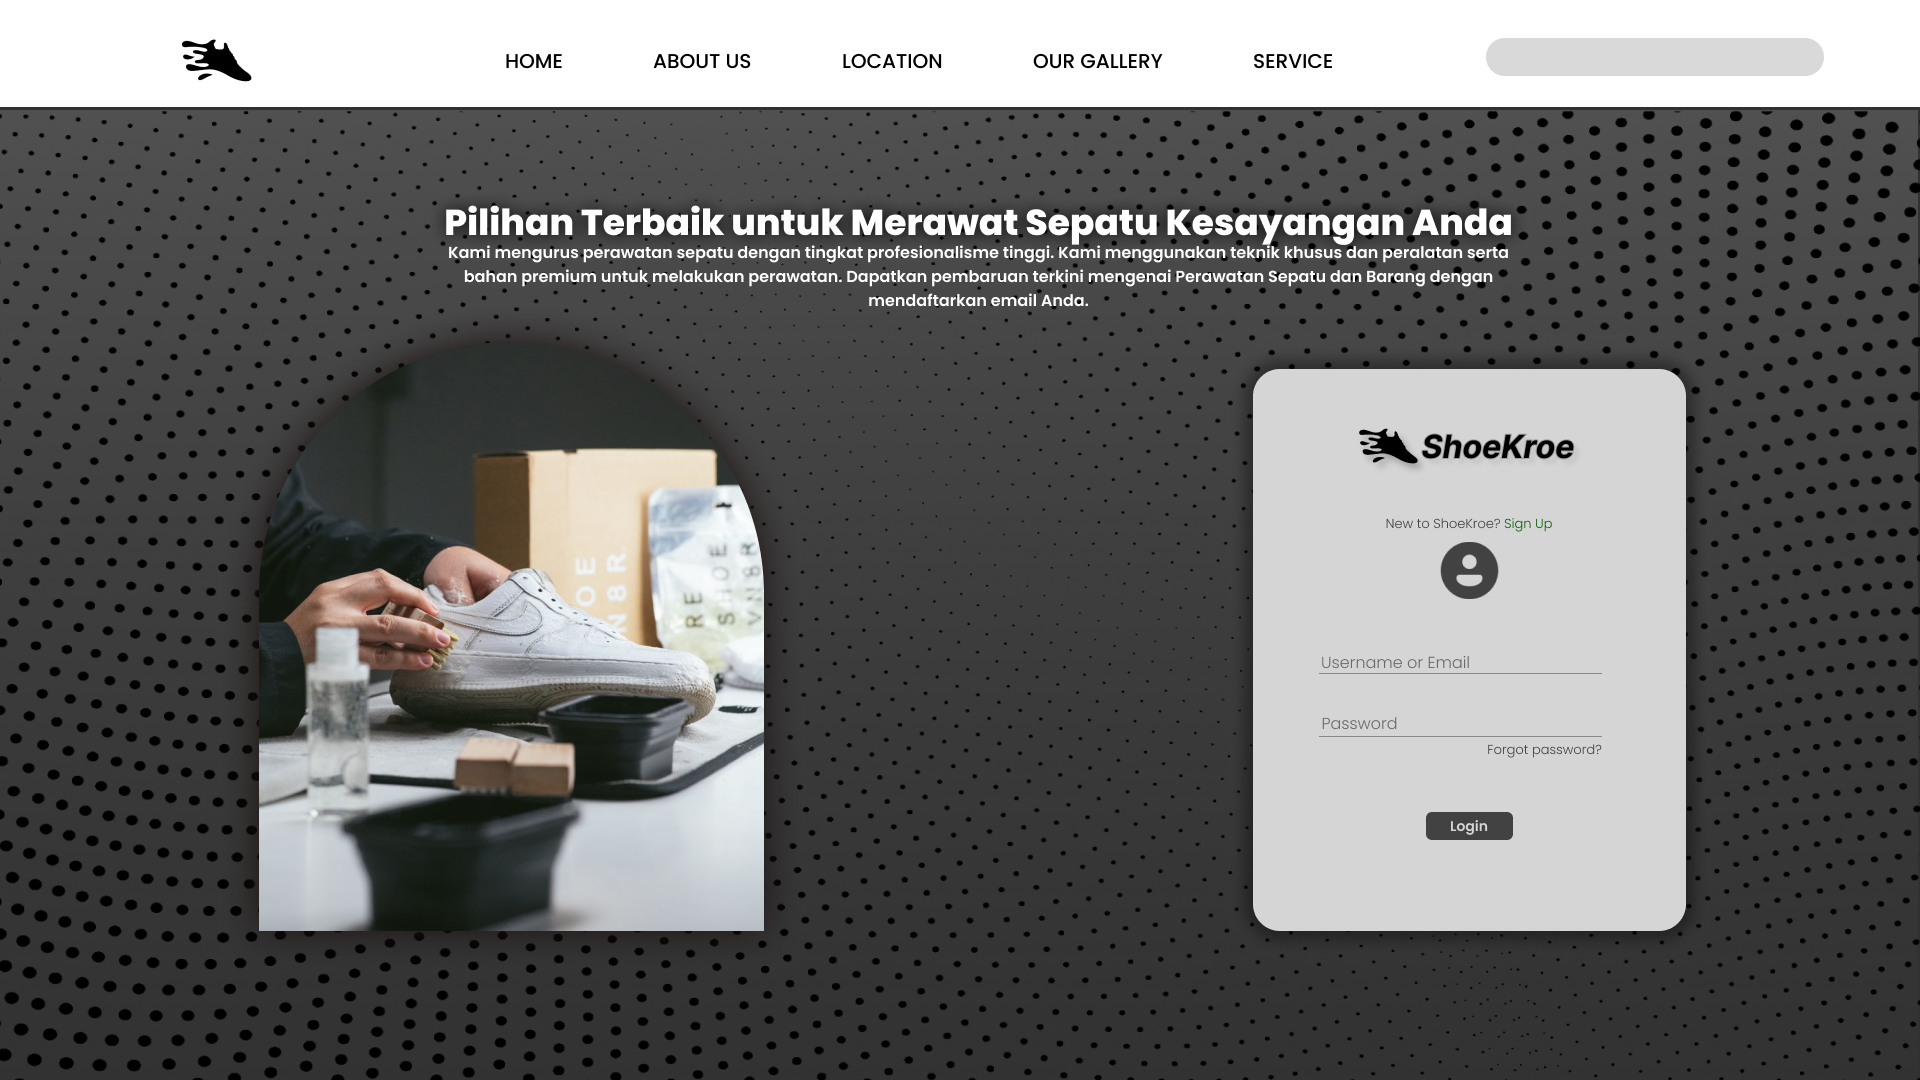 HOME
ABOUT US
LOCATION
OUR GALLERY
SERVICE
Pilihan Terbaik untuk Merawat Sepatu Kesayangan Anda
Kami mengurus perawatan sepatu dengan tingkat profesionalisme tinggi. Kami menggunakan teknik khusus dan peralatan serta
bahan premium untuk melakukan perawatan. Dapatkan pembaruan terkini mengenai Perawatan Sepatu dan Barang dengan
mendaftarkan email Anda.
OE
N8R
RE
SHOE
VN8R
ShoeKroe
New to ShoeKroe? Sign Up
Username or Email
Password
Forgot password?
Login